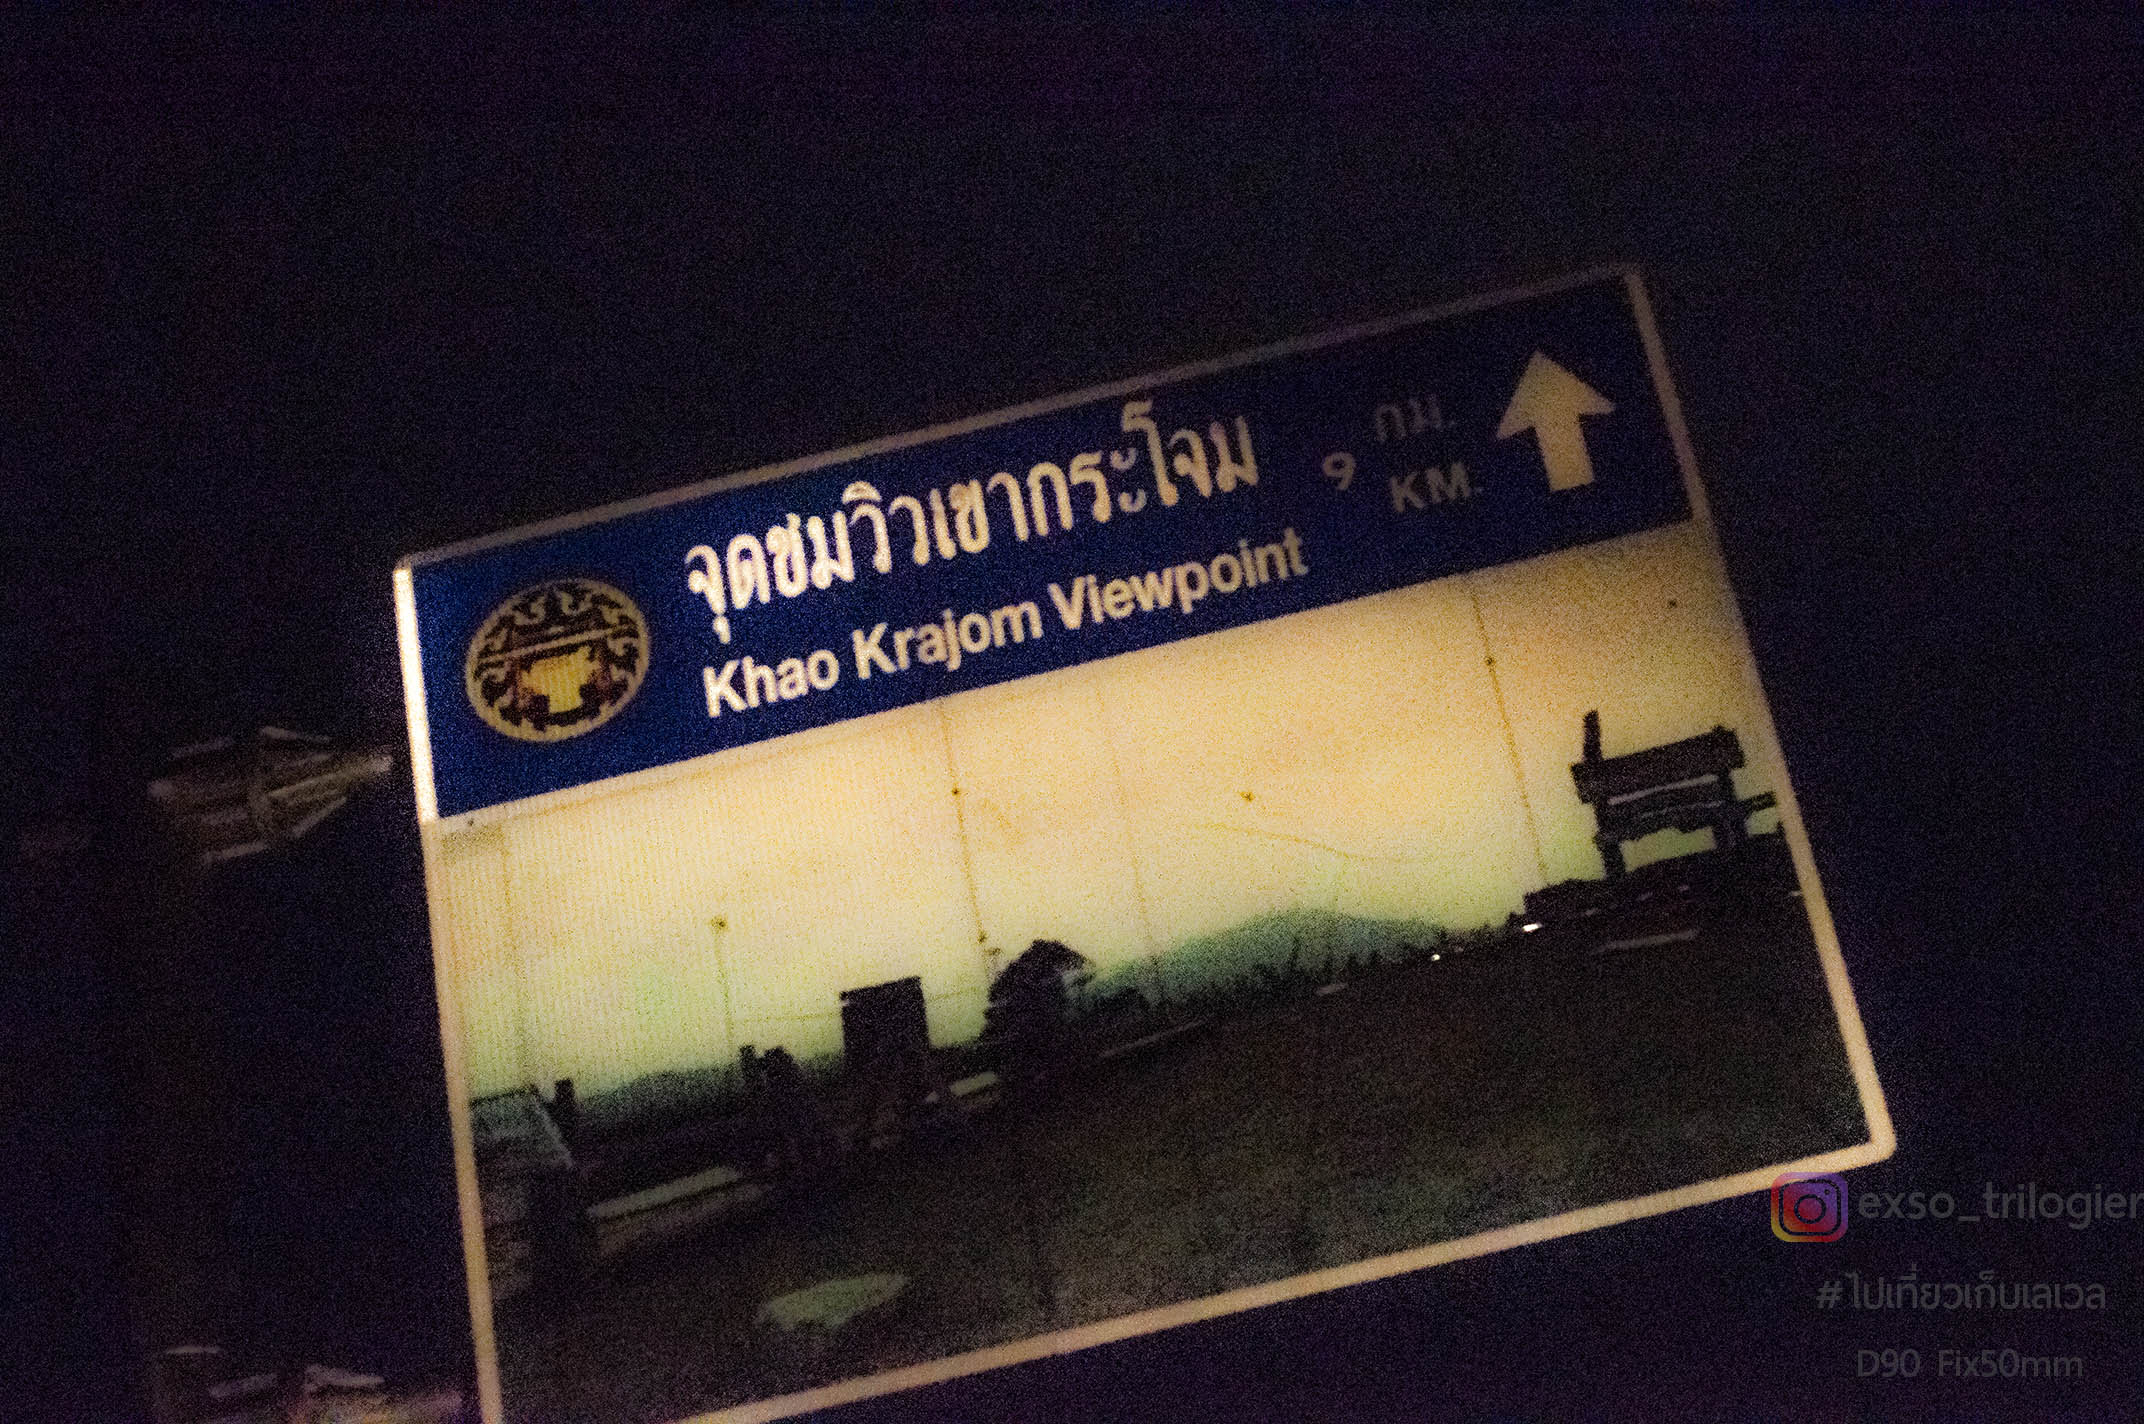 จุดชมวิวเขากระโจม
Khao Krajom Viewpoint
9 กม.
KM.
exso_trilogier
#ไปเที่ยวเก็บเลเวล
D90 Fix50mm